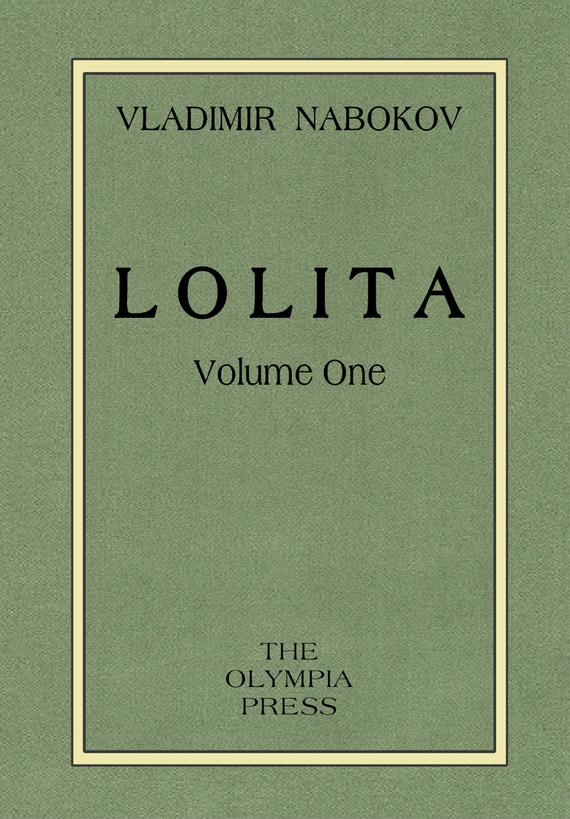 VLADIMIR NABOKOV
LOLITA
Volume One
THE
OLYMPIA
PRESS